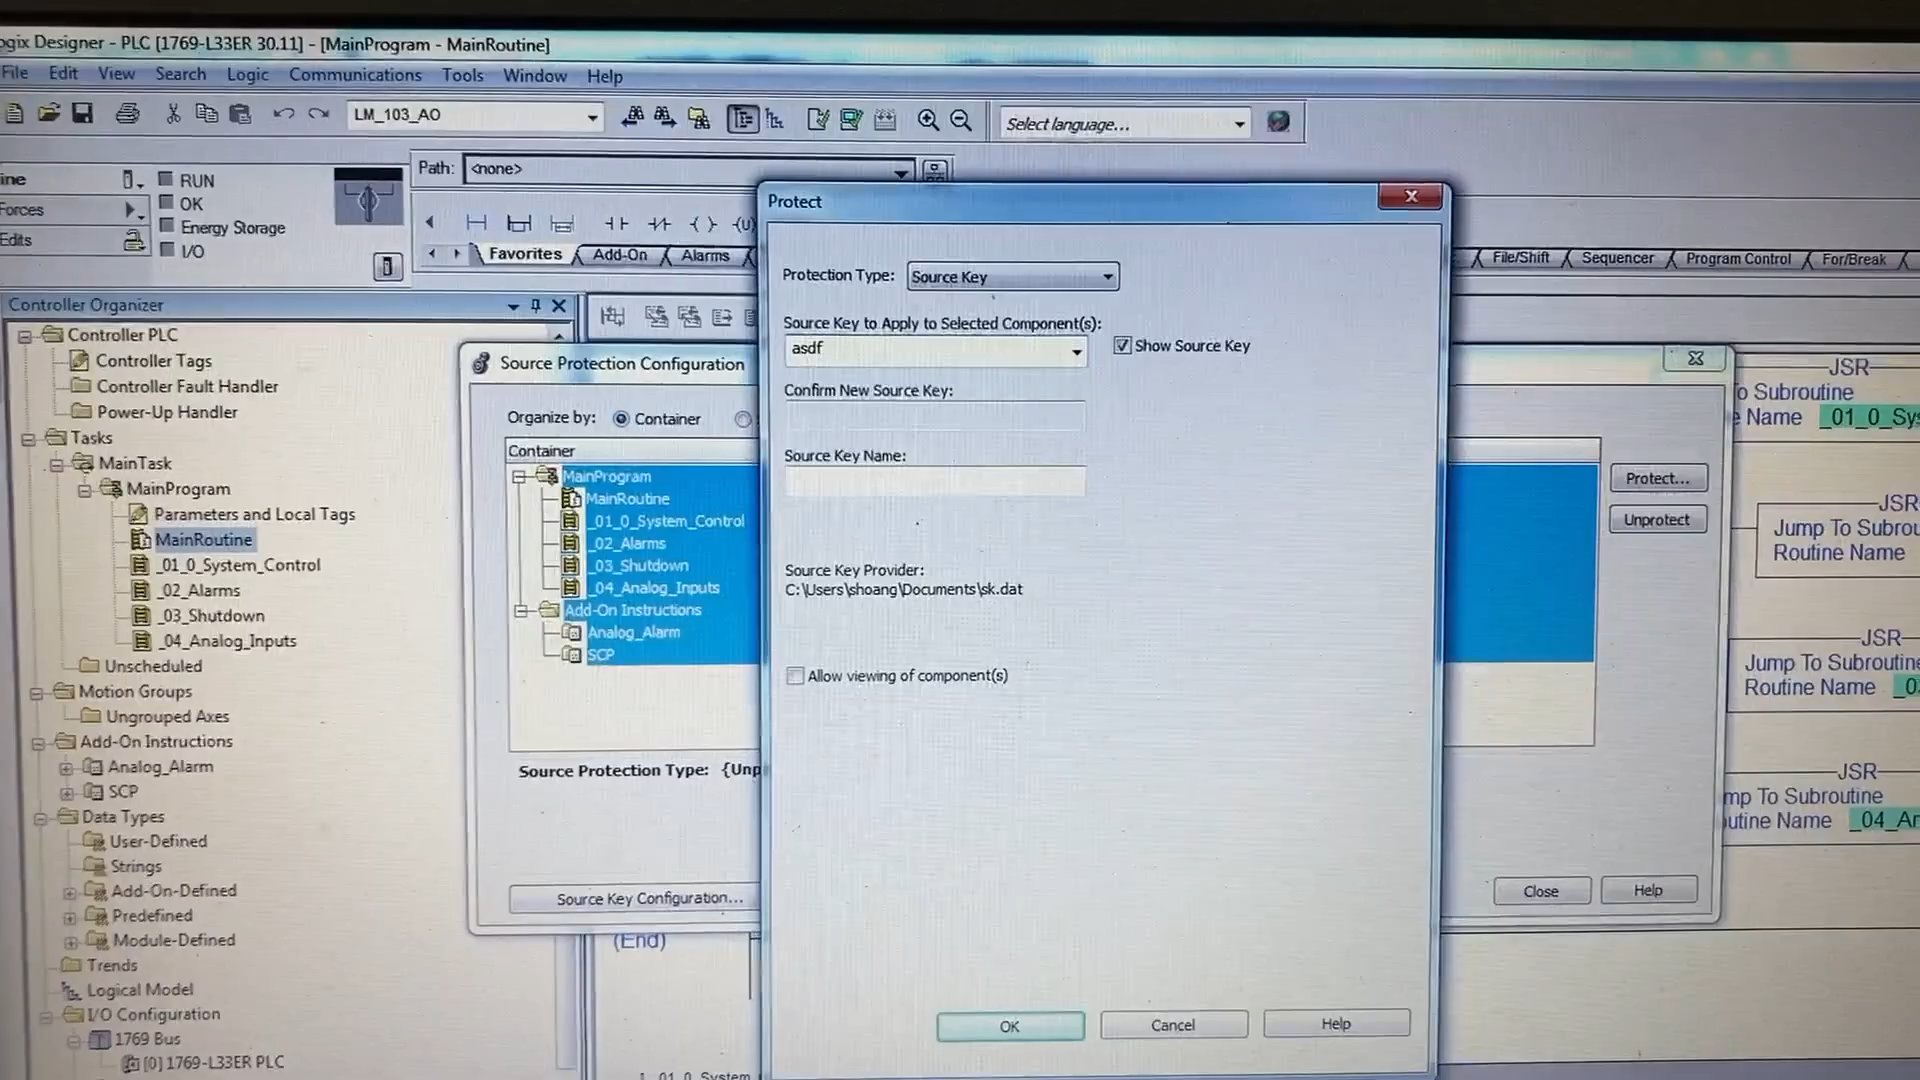 ogix Designer - PLC [1769-L33ER 30.11] - [MainProgram - MainRoutine]
File Edit View Search Logic Communications Tools Window Help
LM_103_AO
Select language...
ine
RUN
Path: <none>
Forces
OK
Energy Storage
Edits
I/O
Favorites Add-On Alarms
File/Shift Sequencer Program Control For/Break
Controller Organizer
Controller PLC
Controller Tags
Controller Fault Handler
Power-Up Handler
Tasks
MainTask
MainProgram
Parameters and Local Tags
MainRoutine
_01_0_System_Control
_02_Alarms
_03_Shutdown
_04_Analog_Inputs
Unscheduled
Motion Groups
Ungrouped Axes
Add-On Instructions
Analog_Alarm
SCP
Data Types
User-Defined
Strings
Add-On-Defined
Predefined
Module-Defined
Trends
Logical Model
I/O Configuration
1769 Bus
[0] 1769-L33ER PLC
Source Protection Configuration
Organize by: Container
Container
MainProgram
MainRoutine
_01_0_System_Control
_02_Alarms
_03_Shutdown
_04_Analog_Inputs
Add-On Instructions
Analog_Alarm
SCP
Source Protection Type: {Unp
Source Key Configuration...
Protect...
Unprotect
Close
Help
Protect
Protection Type: Source Key
Source Key to Apply to Selected Component(s):
asdf
Show Source Key
Confirm New Source Key:
Source Key Name:
Source Key Provider:
C:\Users\shoang\Documents\sk.dat
Allow viewing of component(s)
OK
Cancel
Help
JSR
To Subroutine
e Name _01_0_Sys
JSR
Jump To Subrou
Routine Name
JSR
Jump To Subroutine
Routine Name _03
JSR
mp To Subroutine
utine Name _04_An
(End)